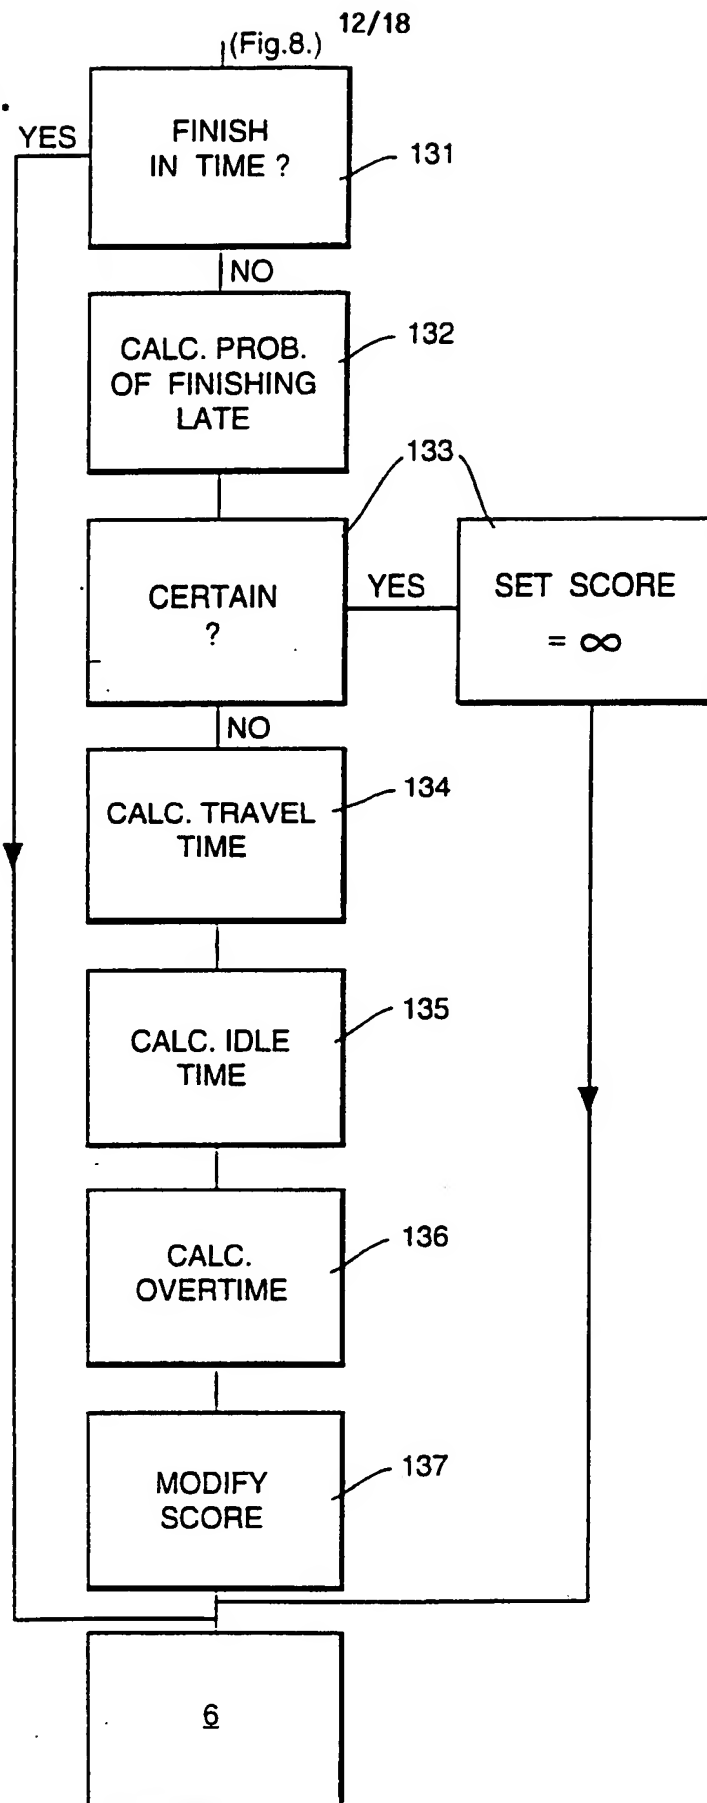 12/18
(Fig.8.)
YES
FINISH
IN TIME ?
131
NO
CALC. PROB.
OF FINISHING
LATE
132
133
CERTAIN
?
YES
SET SCORE
= ∞
NO
CALC. TRAVEL
TIME
134
CALC. IDLE
TIME
135
CALC.
OVERTIME
136
MODIFY
SCORE
137
6